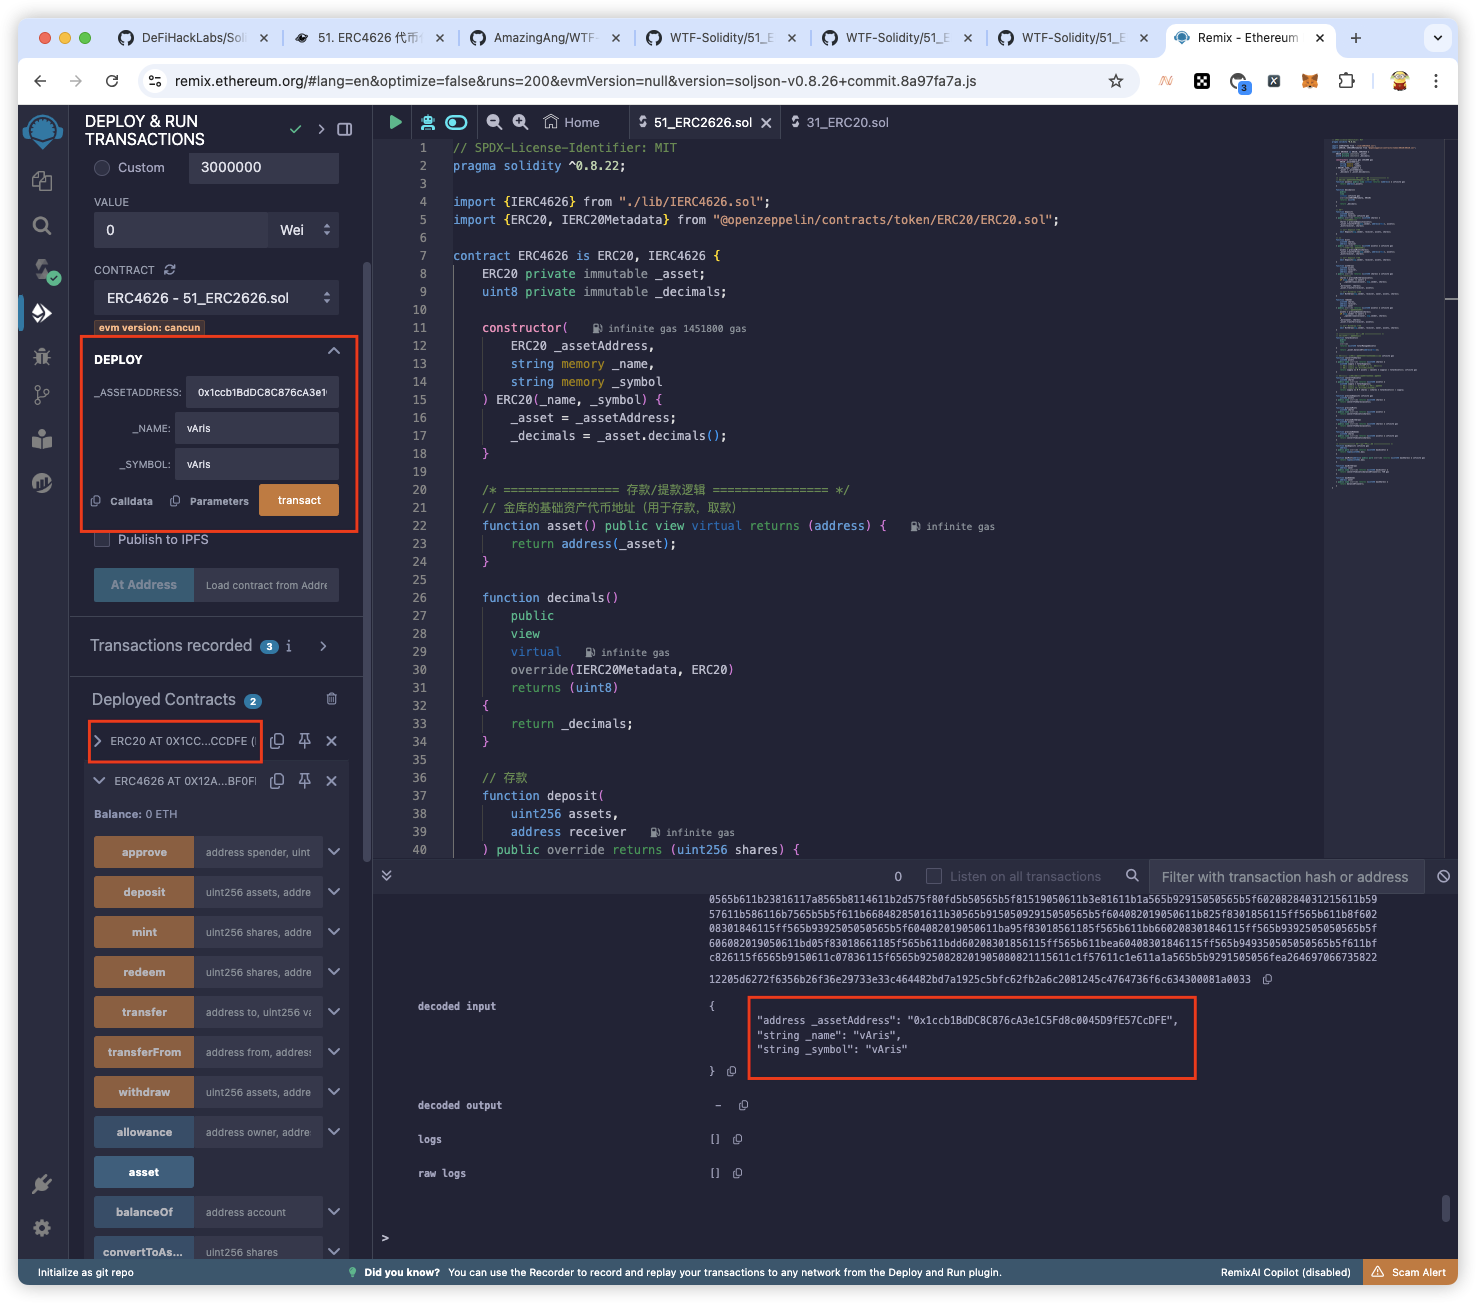 DeFiHackLabs/Soli
51. ERC4626 代币
AmazingAng/WTF-
WTF-Solidity/51_E
WTF-Solidity/51_E
WTF-Solidity/51_E
Remix - Ethereum
remix.ethereum.org/#lang=en&optimize=false&runs=200&evmVersion=null&version=soljson-v0.8.26+commit.8a97fa7a.js
3
DEPLOY & RUN
TRANSACTIONS
Custom
3000000
VALUE
0
Wei
CONTRACT
ERC4626 - 51_ERC2626.sol
evm version: cancun
DEPLOY
_ASSETADDRESS:
0x1ccb1BdDC8C876cA3e1
_NAME:
vAris
_SYMBOL:
vAris
Calldata
Parameters
transact
Publish to IPFS
At Address
Load contract from Addre
Transactions recorded 3 i
Deployed Contracts 2
ERC20 AT 0X1CC...CCDFE (
ERC4626 AT 0X12A...BF0F
Balance: 0 ETH
approve
address spender, uint
deposit
uint256 assets, addre
mint
uint256 shares, addre
redeem
uint256 shares, addre
transfer
address to, uint256 va
transferFrom
address from, address
withdraw
uint256 assets, addre
allowance
address owner, addre
asset
balanceOf
address account
convertToAs...
uint256 shares
Home
51_ERC2626.sol
31_ERC20.sol
1 // SPDX-License-Identifier: MIT
2 pragma solidity ^0.8.22;
3
4 import {IERC4626} from "./lib/IERC4626.sol";
5 import {ERC20, IERC20Metadata} from "@openzeppelin/contracts/token/ERC20/ERC20.sol";
6
7 contract ERC4626 is ERC20, IERC4626 {
8 ERC20 private immutable _asset;
9 uint8 private immutable _decimals;
10
11 constructor( infinite gas 1451800 gas
12 ERC20 _assetAddress,
13 string memory _name,
14 string memory _symbol
15 ) ERC20(_name, _symbol) {
16 _asset = _assetAddress;
17 _decimals = _asset.decimals();
18 }
19
20 /* ================ 存款/提款逻辑 ================ */
21 // 金库的基础资产代币地址（用于存款，取款）
22 function asset() public view virtual returns (address) { infinite gas
23 return address(_asset);
24 }
25
26 function decimals()
27 public
28 view
29 virtual infinite gas
30 override(IERC20Metadata, ERC20)
31 returns (uint8)
32 {
33 return _decimals;
34 }
35
36 // 存款
37 function deposit(
38 uint256 assets,
39 address receiver infinite gas
40 ) public override returns (uint256 shares) {
0
Listen on all transactions
Filter with transaction hash or address
decoded input
{
"address _assetAddress": "0x1ccb1BdDC8C876cA3e1C5Fd8c0045D9fE57CcDFE",
"string _name": "vAris",
"string _symbol": "vAris"
}
decoded output
-
logs
[]
raw logs
[]
>
Initialize as git repo
Did you know? You can use the Recorder to record and replay your transactions to any network from the Deploy and Run plugin.
RemixAI Copilot (disabled)
Scam Alert